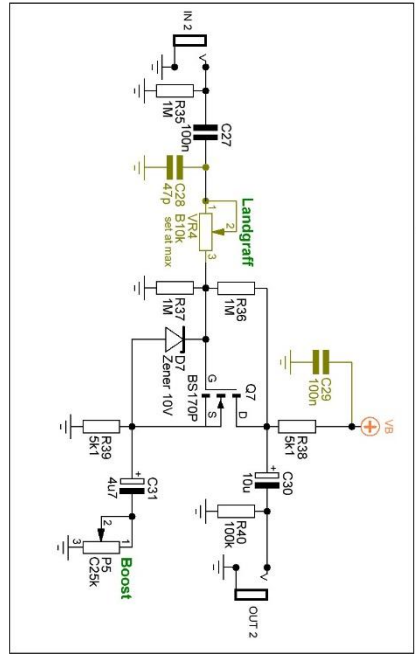 IN 2
V
R35
1M
C27
100n
C28
47p
Landgraff
VR4
B10k
set at max
1
2
3
R37
1M
R36
1M
D7
Zener 10V
Q7
BS170P
G
S
D
C29
100n
VB
R38
5k1
R39
5k1
C31
4u7
C30
10u
R40
100k
P5
C25k
1
2
3
Boost
V
OUT 2
+
+